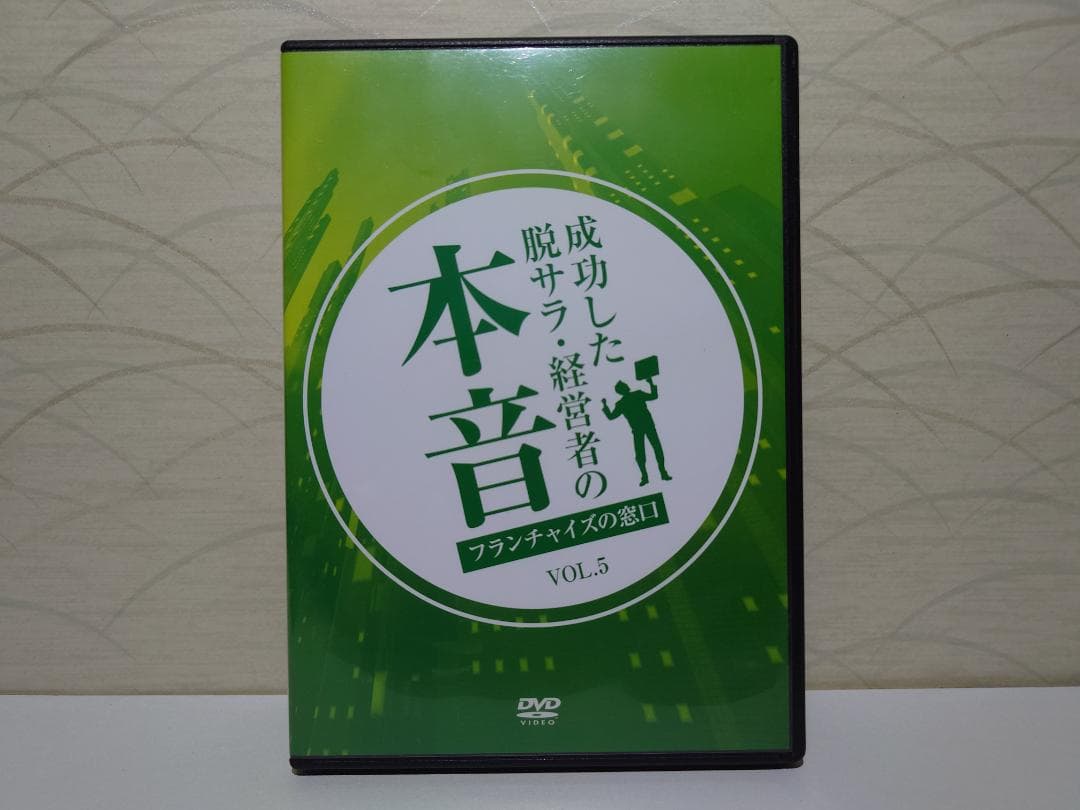 成功した
脱サラ・経営者の
本音
フランチャイズの窓口
VOL.5
DVD
VIDEO